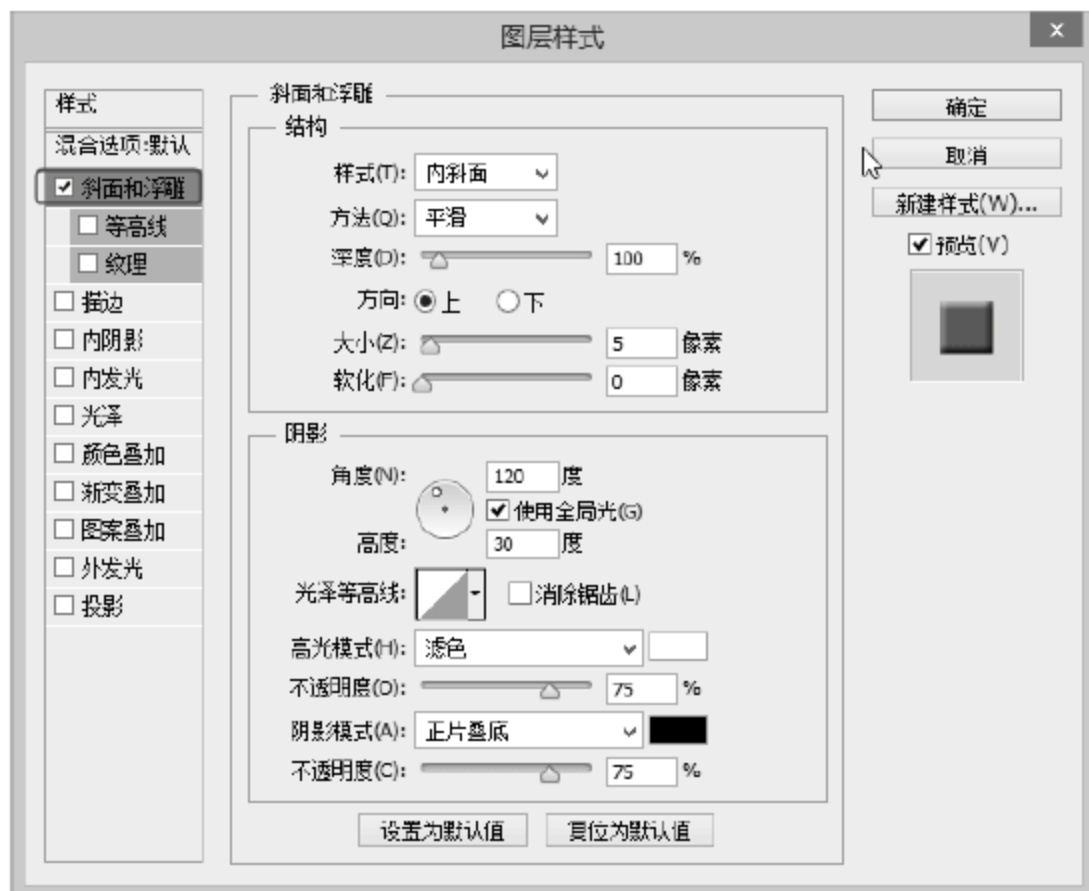 图层样式
样式
混合选项:默认
斜面和浮雕
等高线
纹理
描边
内阴影
内发光
光泽
颜色叠加
渐变叠加
图案叠加
外发光
投影
斜面和浮雕
结构
样式(T): 内斜面
方法(Q): 平滑
深度(D): 100 %
方向: 上 下
大小(Z): 5 像素
软化(F): 0 像素
阴影
角度(N): 120 度
使用全局光(G)
高度: 30 度
光泽等高线: 消除锯齿(L)
高光模式(H): 滤色
不透明度(O): 75 %
阴影模式(A): 正片叠底
不透明度(C): 75 %
设置为默认值 复位为默认值
确定
取消
新建样式(W)...
预览(V)